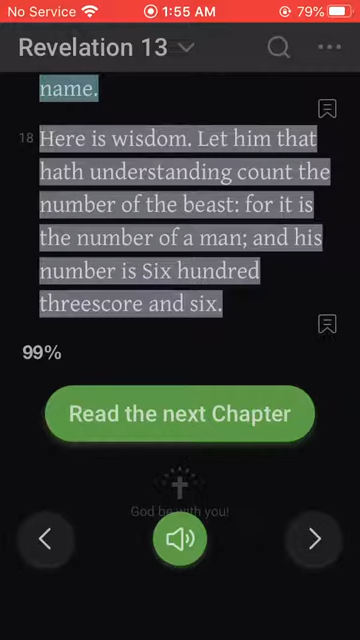 No Service 1:55 AM 79%
Revelation 13
name.
18 Here is wisdom. Let him that
hath understanding count the
number of the beast: for it is
the number of a man; and his
number is Six hundred
threescore and six.
99%
Read the next Chapter
God be with you!